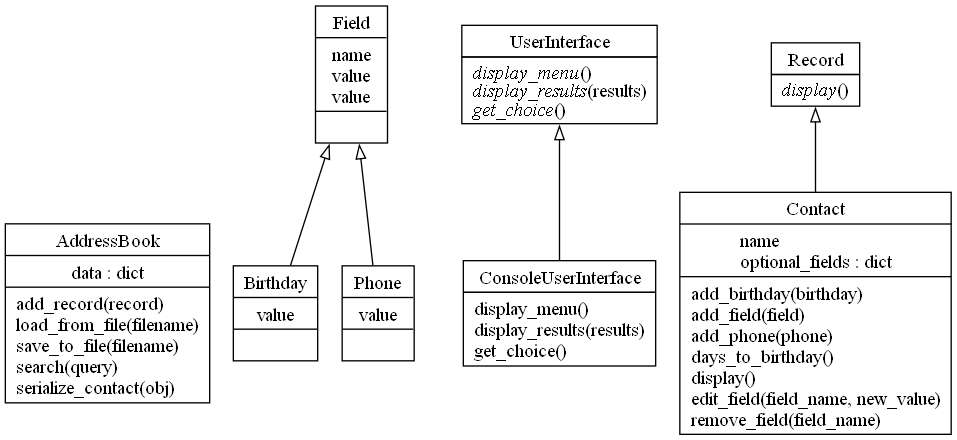 Field
name
value
value
UserInterface
display_menu()
display_results(results)
get_choice()
Record
display()
AddressBook
data : dict
add_record(record)
load_from_file(filename)
save_to_file(filename)
search(query)
serialize_contact(obj)
Birthday
value
Phone
value
ConsoleUserInterface
display_menu()
display_results(results)
get_choice()
Contact
name
optional_fields : dict
add_birthday(birthday)
add_field(field)
add_phone(phone)
days_to_birthday()
display()
edit_field(field_name, new_value)
remove_field(field_name)